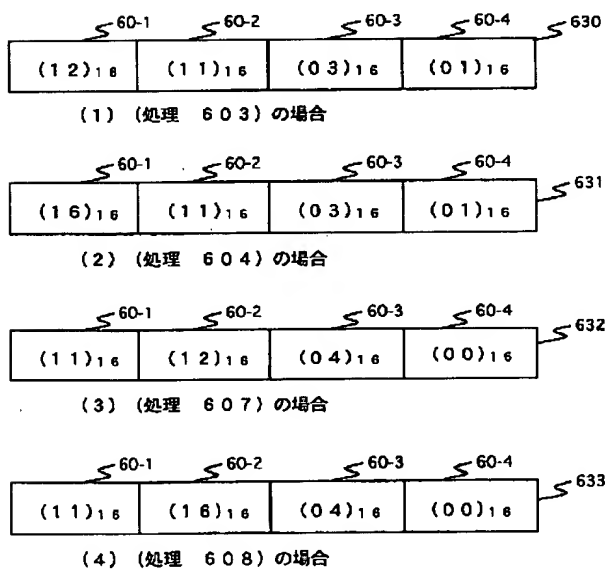 60-1 60-2 60-3 60-4 630
(12)₁₆ (11)₁₆ (03)₁₆ (01)₁₆
(1) (処理 603)の場合
60-1 60-2 60-3 60-4 631
(16)₁₆ (11)₁₆ (03)₁₆ (01)₁₆
(2) (処理 604)の場合
60-1 60-2 60-3 60-4 632
(11)₁₆ (12)₁₆ (04)₁₆ (00)₁₆
(3) (処理 607)の場合
60-1 60-2 60-3 60-4 633
(11)₁₆ (16)₁₆ (04)₁₆ (00)₁₆
(4) (処理 608)の場合